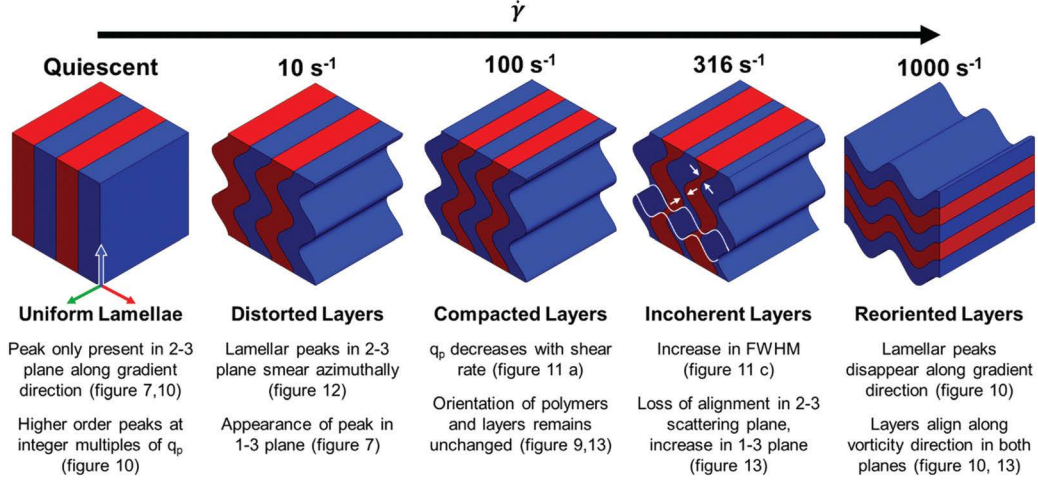 γ̇
Quiescent
10 s⁻¹
100 s⁻¹
316 s⁻¹
1000 s⁻¹
Uniform Lamellae
Peak only present in 2-3
plane along gradient
direction (figure 7,10)
Higher order peaks at
integer multiples of qₚ
(figure 10)
Distorted Layers
Lamellar peaks in 2-3
plane smear azimuthally
(figure 12)
Appearance of peak in
1-3 plane (figure 7)
Compacted Layers
qₚ decreases with shear
rate (figure 11 a)
Orientation of polymers
and layers remains
unchanged (figure 9,13)
Incoherent Layers
Increase in FWHM
(figure 11 c)
Loss of alignment in 2-3
scattering plane,
increase in 1-3 plane
(figure 13)
Reoriented Layers
Lamellar peaks
disappear along gradient
direction (figure 10)
Layers align along
vorticity direction in both
planes (figure 10, 13)